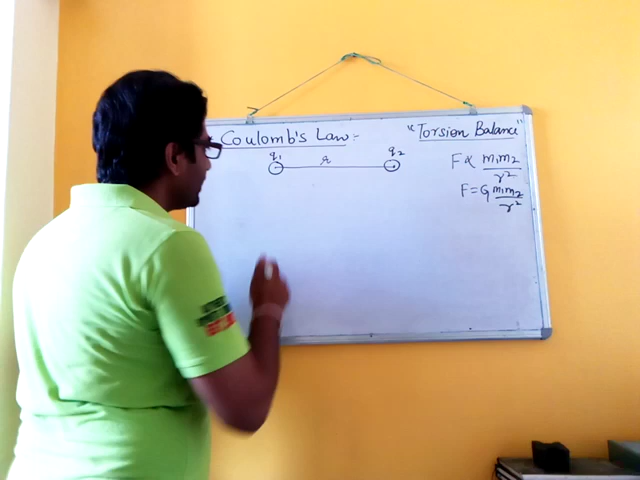 Coulomb's Law:-
"Torsion Balance"
q₁ r q₂
F ∝ m₁m₂/r²
F = G m₁m₂/r²